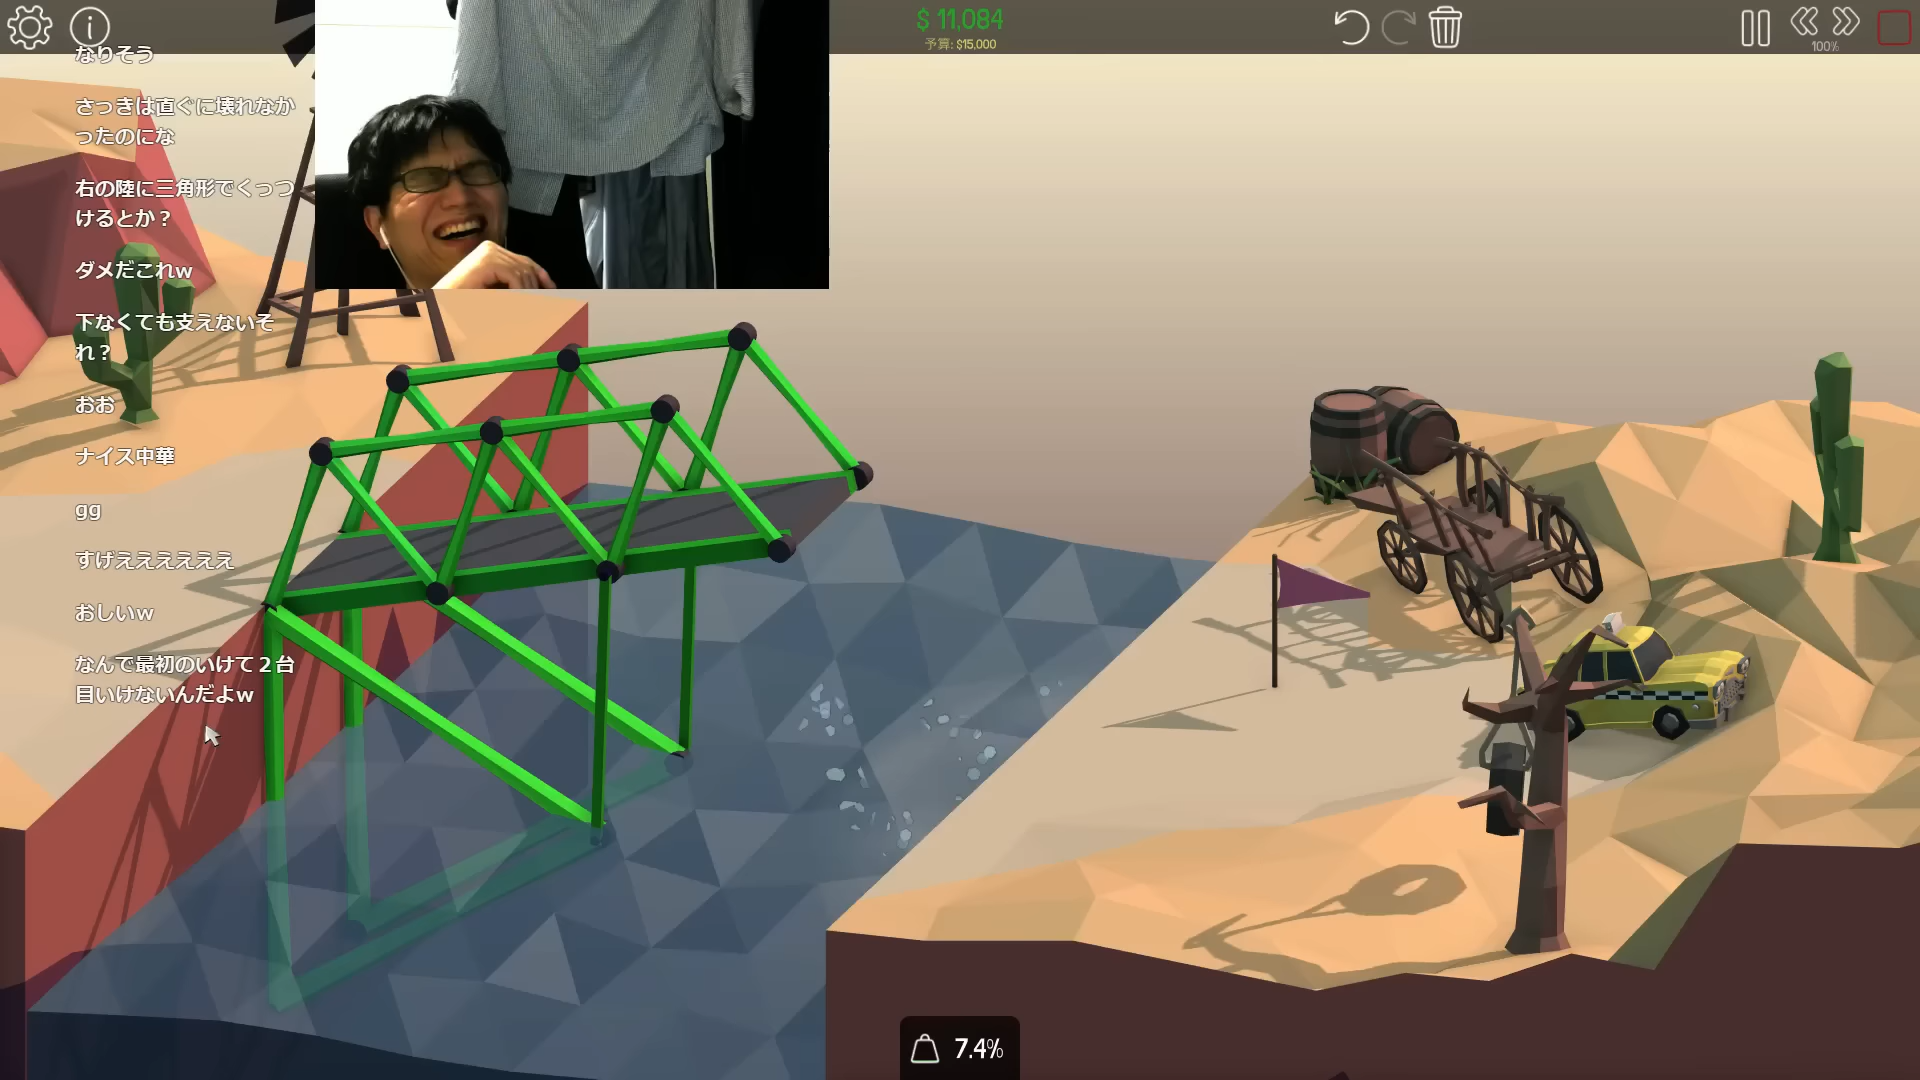 $ 11,084
予算: $15,000
100%
なりそう
さっきは直ぐに壊れなか
ったのにな
右の陸に三角形でくっつ
けるとか？
ダメだこれw
下なくても支えないそ
れ？
おお
ナイス中華
gg
すげえええええええ
おしいw
なんで最初のいけて２台
目いけないんだよw
7.4%